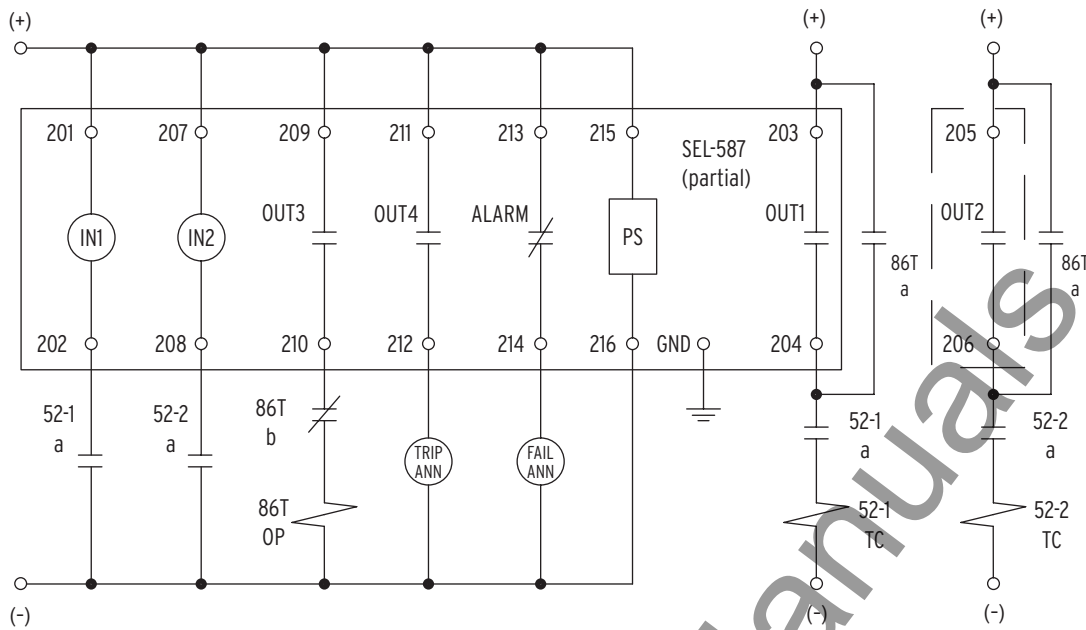 (+) (+) (+)
201 207 209 211 213 215 203 205
SEL-587
(partial)
OUT3 OUT4 ALARM OUT1 OUT2
IN1 IN2 PS
86T 86T
a a
202 208 210 212 214 216 GND 204 206
52-1 52-2 86T 52-1 52-2
a a b a a
TRIP FAIL
ANN ANN
86T 52-1 52-2
OP TC TC
(-) (-) (-)
anuals